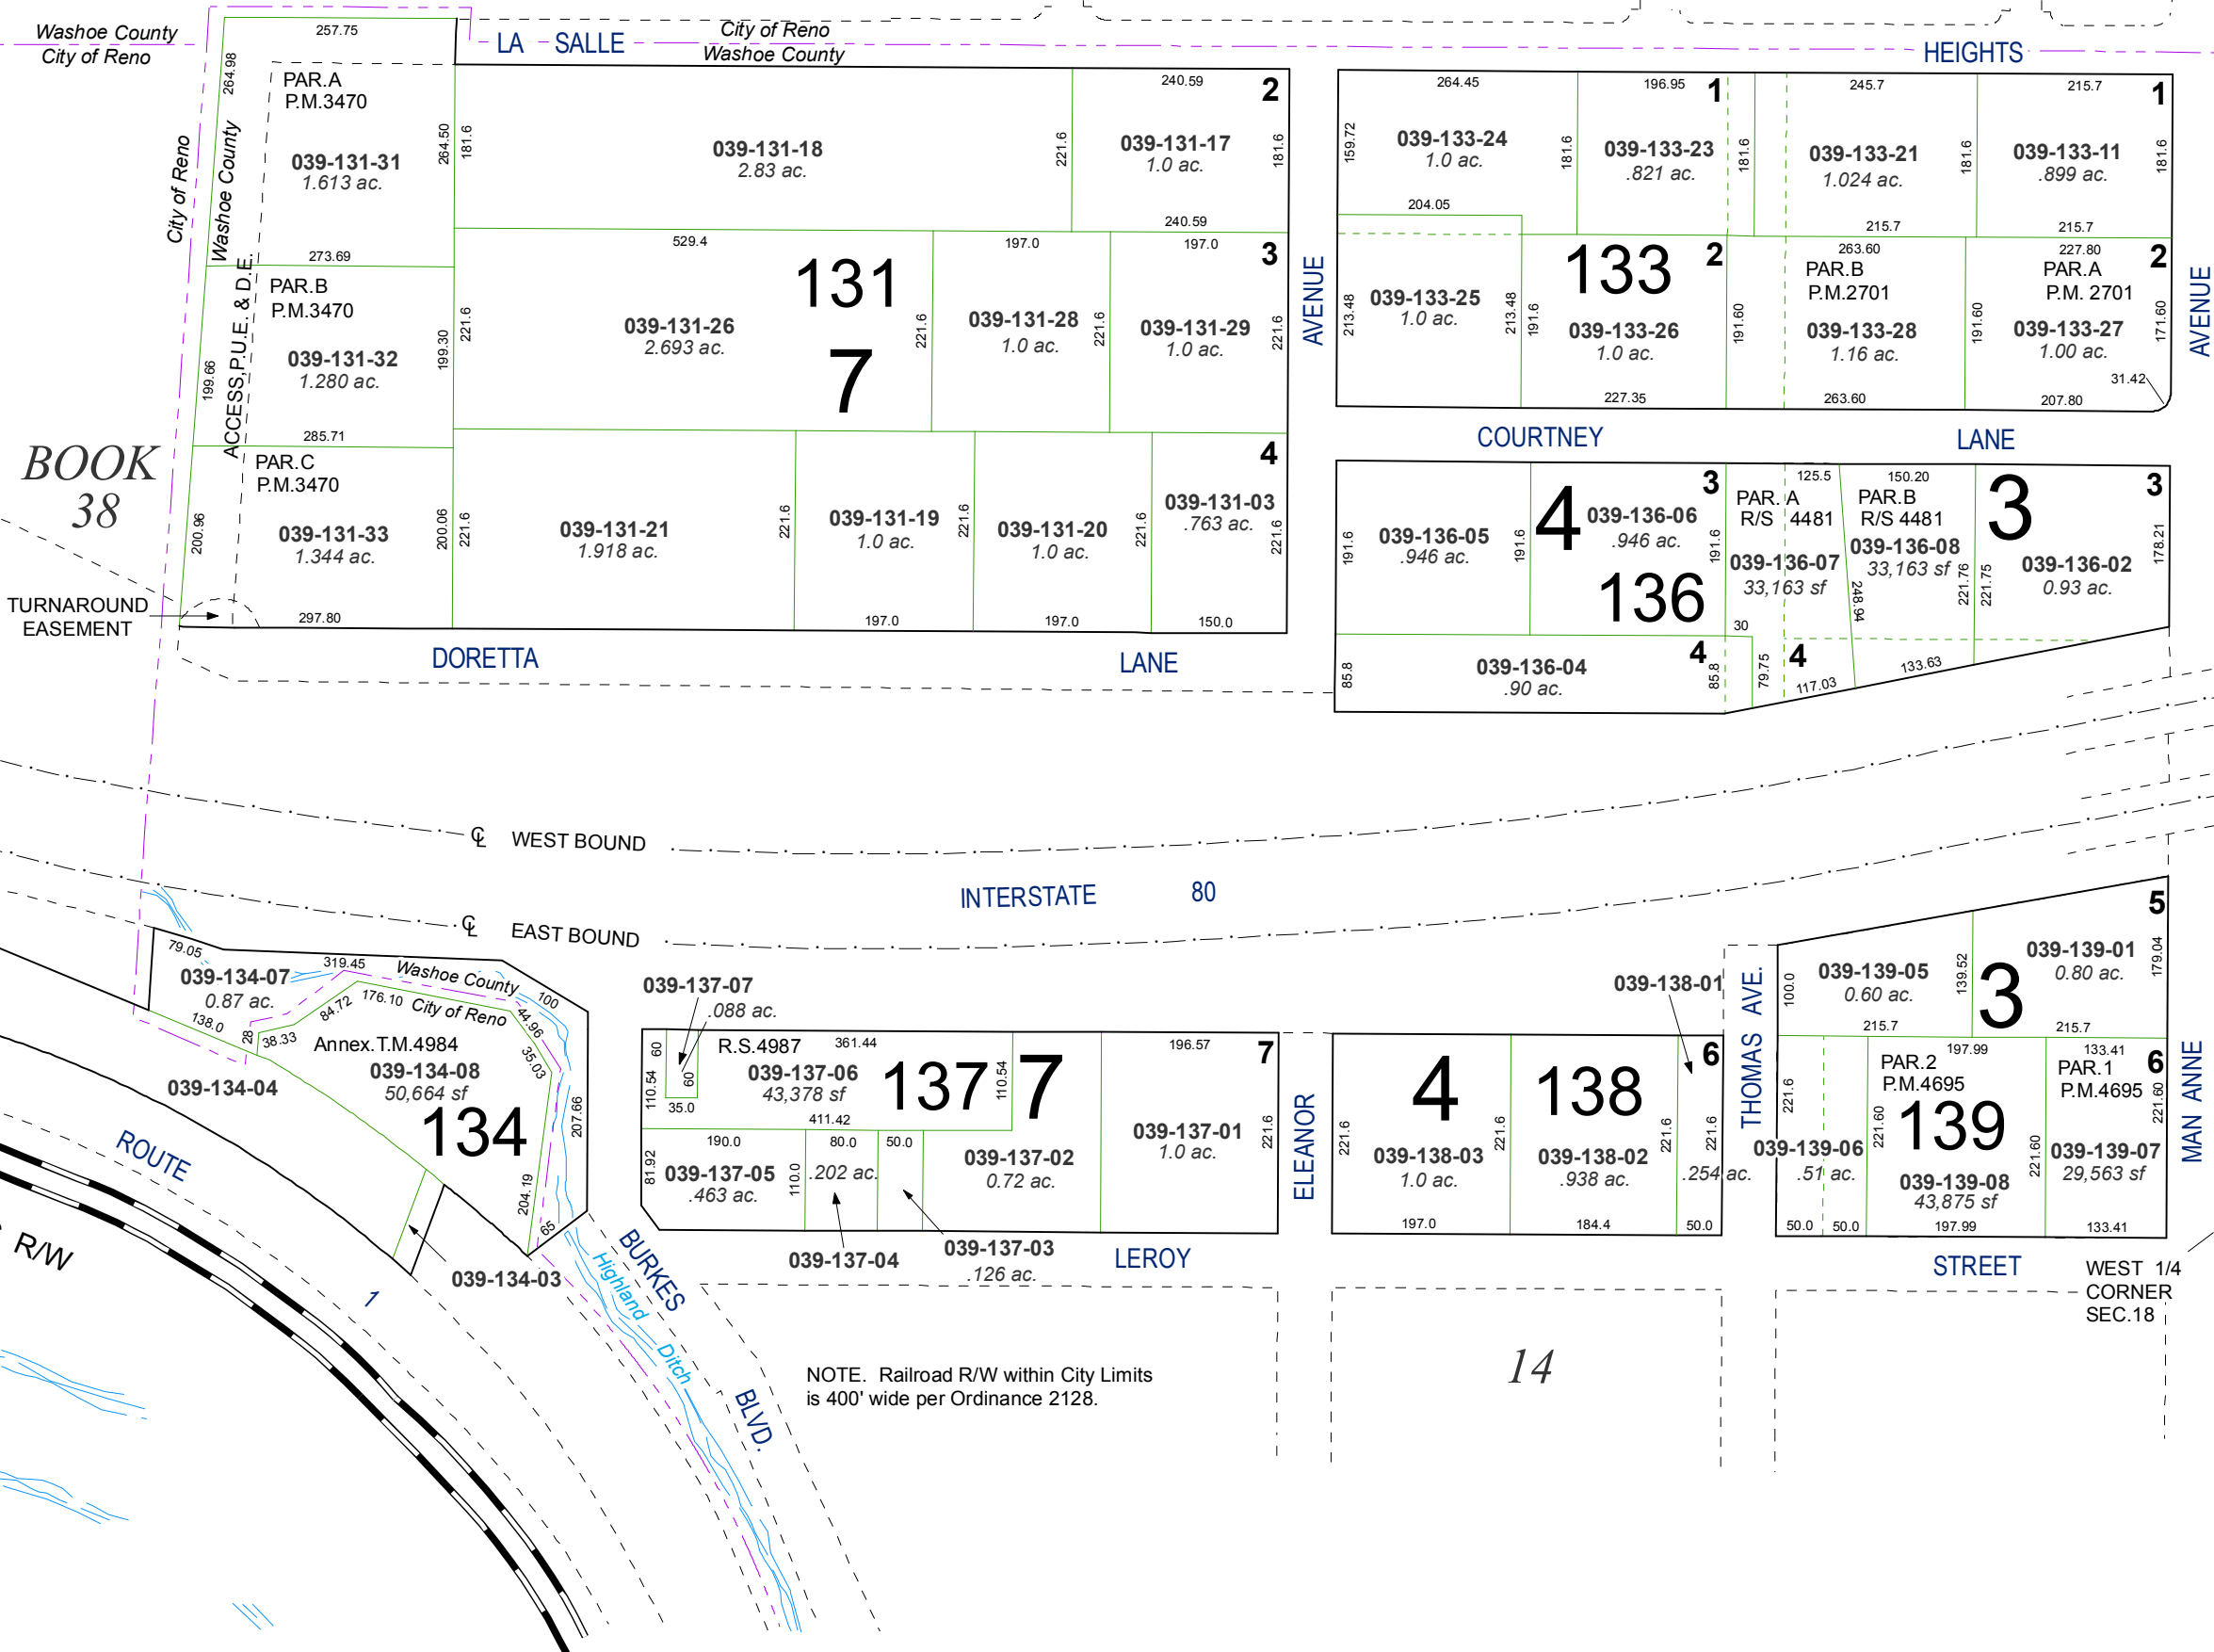 Washoe County
City of Reno
257.75
LA SALLE
City of Reno
Washoe County
HEIGHTS
264.98
City of Reno
Washoe County
PAR.A
P.M.3470
039-131-31
1.613 ac.
264.50
181.6
273.69
039-131-18
2.83 ac.
221.6
240.59
2
039-131-17
1.0 ac.
181.6
240.59
264.45
159.72
039-133-24
1.0 ac.
181.6
204.05
196.95
1
039-133-23
.821 ac.
181.6
245.7
039-133-21
1.024 ac.
181.6
215.7
215.7
1
039-133-11
.899 ac.
181.6
215.7
ACCESS,P.U.E. & D.E.
PAR.B
P.M.3470
039-131-32
1.280 ac.
199.66
199.30
285.71
529.4
221.6
039-131-26
2.693 ac.
131
7
221.6
197.0
039-131-28
1.0 ac.
221.6
197.0
3
039-131-29
1.0 ac.
221.6
AVENUE
213.48
039-133-25
1.0 ac.
213.48
133
2
191.6
039-133-26
1.0 ac.
227.35
191.60
263.60
PAR.B
P.M.2701
039-133-28
1.16 ac.
263.60
191.60
227.80
PAR.A
P.M. 2701
2
039-133-27
1.00 ac.
171.60
31.42
207.80
AVENUE
BOOK
38
PAR.C
P.M.3470
039-131-33
1.344 ac.
200.96
200.06
297.80
TURNAROUND
EASEMENT
221.6
039-131-21
1.918 ac.
221.6
039-131-19
1.0 ac.
221.6
197.0
039-131-20
1.0 ac.
221.6
197.0
4
039-131-03
.763 ac.
221.6
150.0
DORETTA
LANE
COURTNEY
LANE
191.6
039-136-05
.946 ac.
191.6
4
3
039-136-06
.946 ac.
191.6
136
125.5
PAR. A
R/S 4481
039-136-07
33,163 sf
30
248.94
150.20
PAR.B
R/S 4481
039-136-08
33,163 sf
221.76
221.75
3
3
039-136-02
0.93 ac.
178.21
85.8
039-136-04
.90 ac.
4
85.8
79.75
4
117.03
133.63
℄ WEST BOUND
INTERSTATE 80
℄ EAST BOUND
79.05
039-134-07
0.87 ac.
138.0
28
38.33
319.45
84.72
176.10
Washoe County
City of Reno
100
44.96
35.03
Annex.T.M.4984
039-134-08
50,664 sf
134
207.66
204.19
65
039-134-04
039-134-03
ROUTE
1
R/W
039-137-07
.088 ac.
60
110.54
60
35.0
R.S.4987
361.44
039-137-06
43,378 sf
411.42
137
110.54
7
196.57
7
039-137-01
1.0 ac.
221.6
81.92
190.0
039-137-05
.463 ac.
110.0
80.0
.202 ac.
50.0
039-137-02
0.72 ac.
039-137-04
039-137-03
.126 ac.
LEROY
STREET
ELEANOR
221.6
4
039-138-03
1.0 ac.
197.0
221.6
138
039-138-02
.938 ac.
184.4
221.6
039-138-01
6
221.6
.254 ac.
50.0
THOMAS AVE.
100.0
039-139-05
0.60 ac.
215.7
139.52
3
5
039-139-01
0.80 ac.
179.04
215.7
221.6
039-139-06
.51 ac.
50.0
50.0
197.99
PAR.2
P.M.4695
221.60
139
039-139-08
43,875 sf
197.99
221.60
133.41
PAR.1
P.M.4695
6
221.60
039-139-07
29,563 sf
133.41
MAN ANNE
WEST 1/4
CORNER
SEC.18
BURKES
BLVD.
Highland
Ditch
NOTE. Railroad R/W within City Limits
is 400' wide per Ordinance 2128.
14